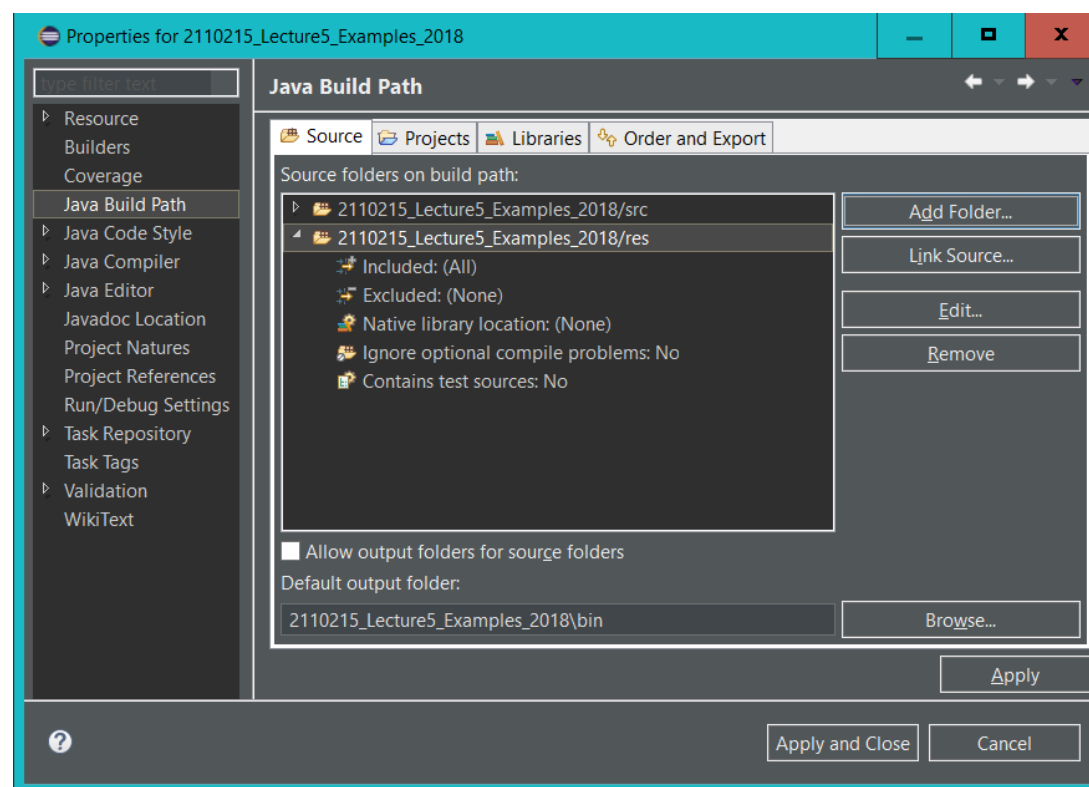 Properties for 2110215_Lecture5_Examples_2018
type filter text
Resource
Builders
Coverage
Java Build Path
Java Code Style
Java Compiler
Java Editor
Javadoc Location
Project Natures
Project References
Run/Debug Settings
Task Repository
Task Tags
Validation
WikiText
Java Build Path
Source
Projects
Libraries
Order and Export
Source folders on build path:
2110215_Lecture5_Examples_2018/src
2110215_Lecture5_Examples_2018/res
Included: (All)
Excluded: (None)
Native library location: (None)
Ignore optional compile problems: No
Contains test sources: No
Add Folder...
Link Source...
Edit...
Remove
Allow output folders for source folders
Default output folder:
2110215_Lecture5_Examples_2018\bin
Browse...
Apply
Apply and Close
Cancel